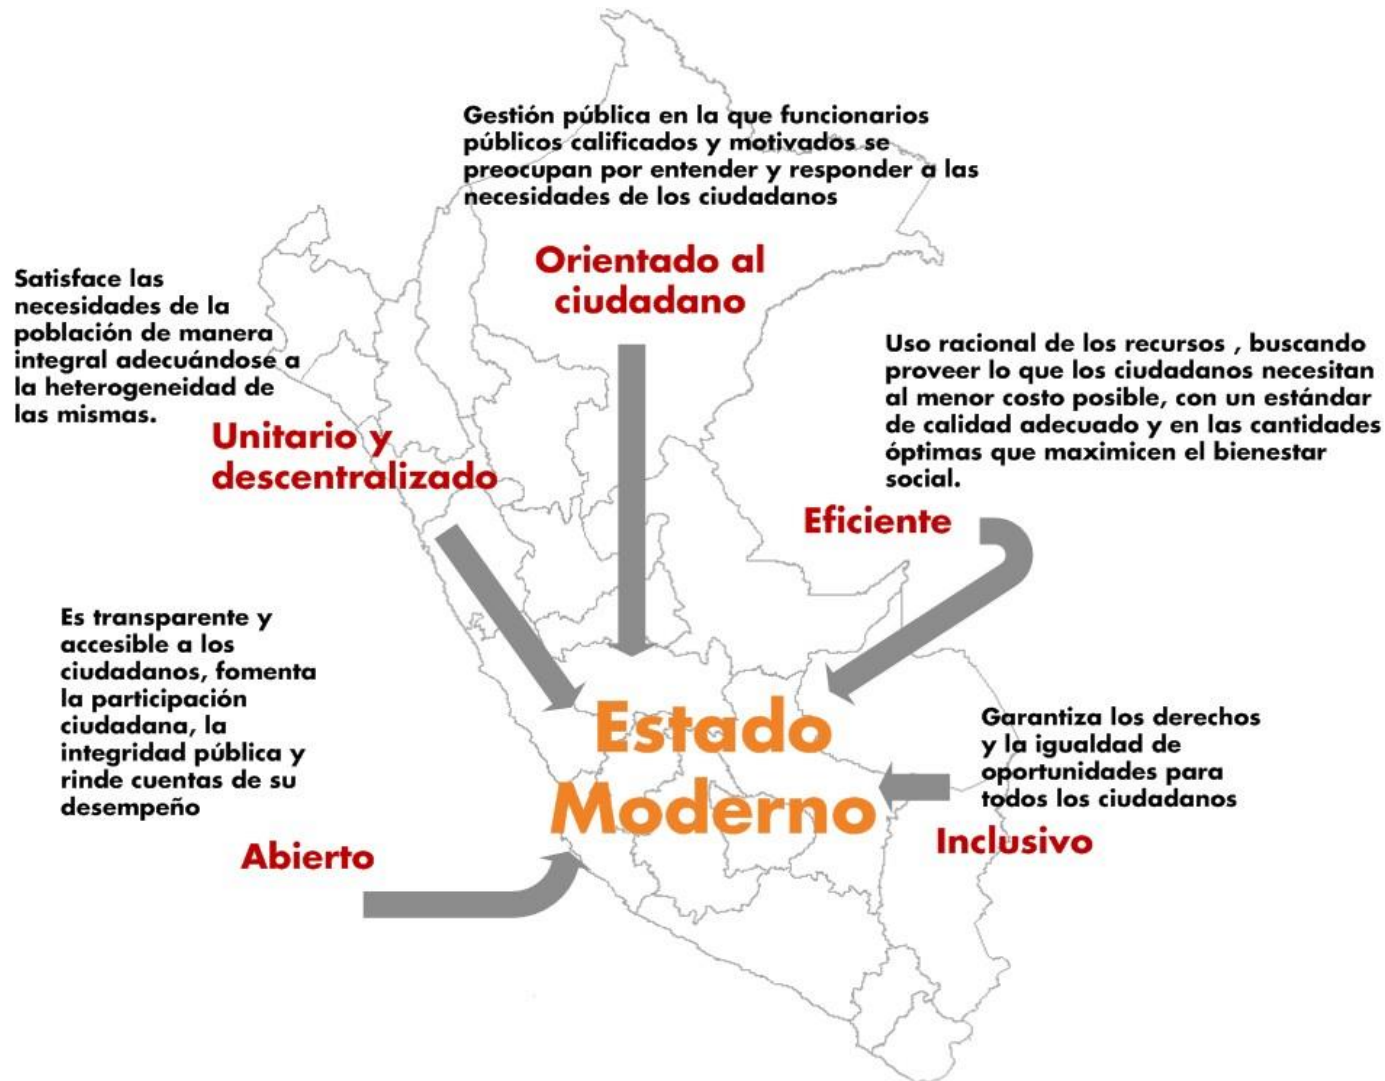 Gestión pública en la que funcionarios
públicos calificados y motivados se
preocupan por entender y responder a las
necesidades de los ciudadanos
Orientado al
ciudadano
Satisface las
necesidades de la
población de manera
integral adecuándose a
la heterogeneidad de
las mismas.
Unitario y
descentralizado
Uso racional de los recursos , buscando
proveer lo que los ciudadanos necesitan
al menor costo posible, con un estándar
de calidad adecuado y en las cantidades
óptimas que maximicen el bienestar
social.
Eficiente
Es transparente y
accesible a los
ciudadanos, fomenta
la participación
ciudadana, la
integridad pública y
rinde cuentas de su
desempeño
Abierto
Estado
Moderno
Garantiza los derechos
y la igualdad de
oportunidades para
todos los ciudadanos
Inclusivo